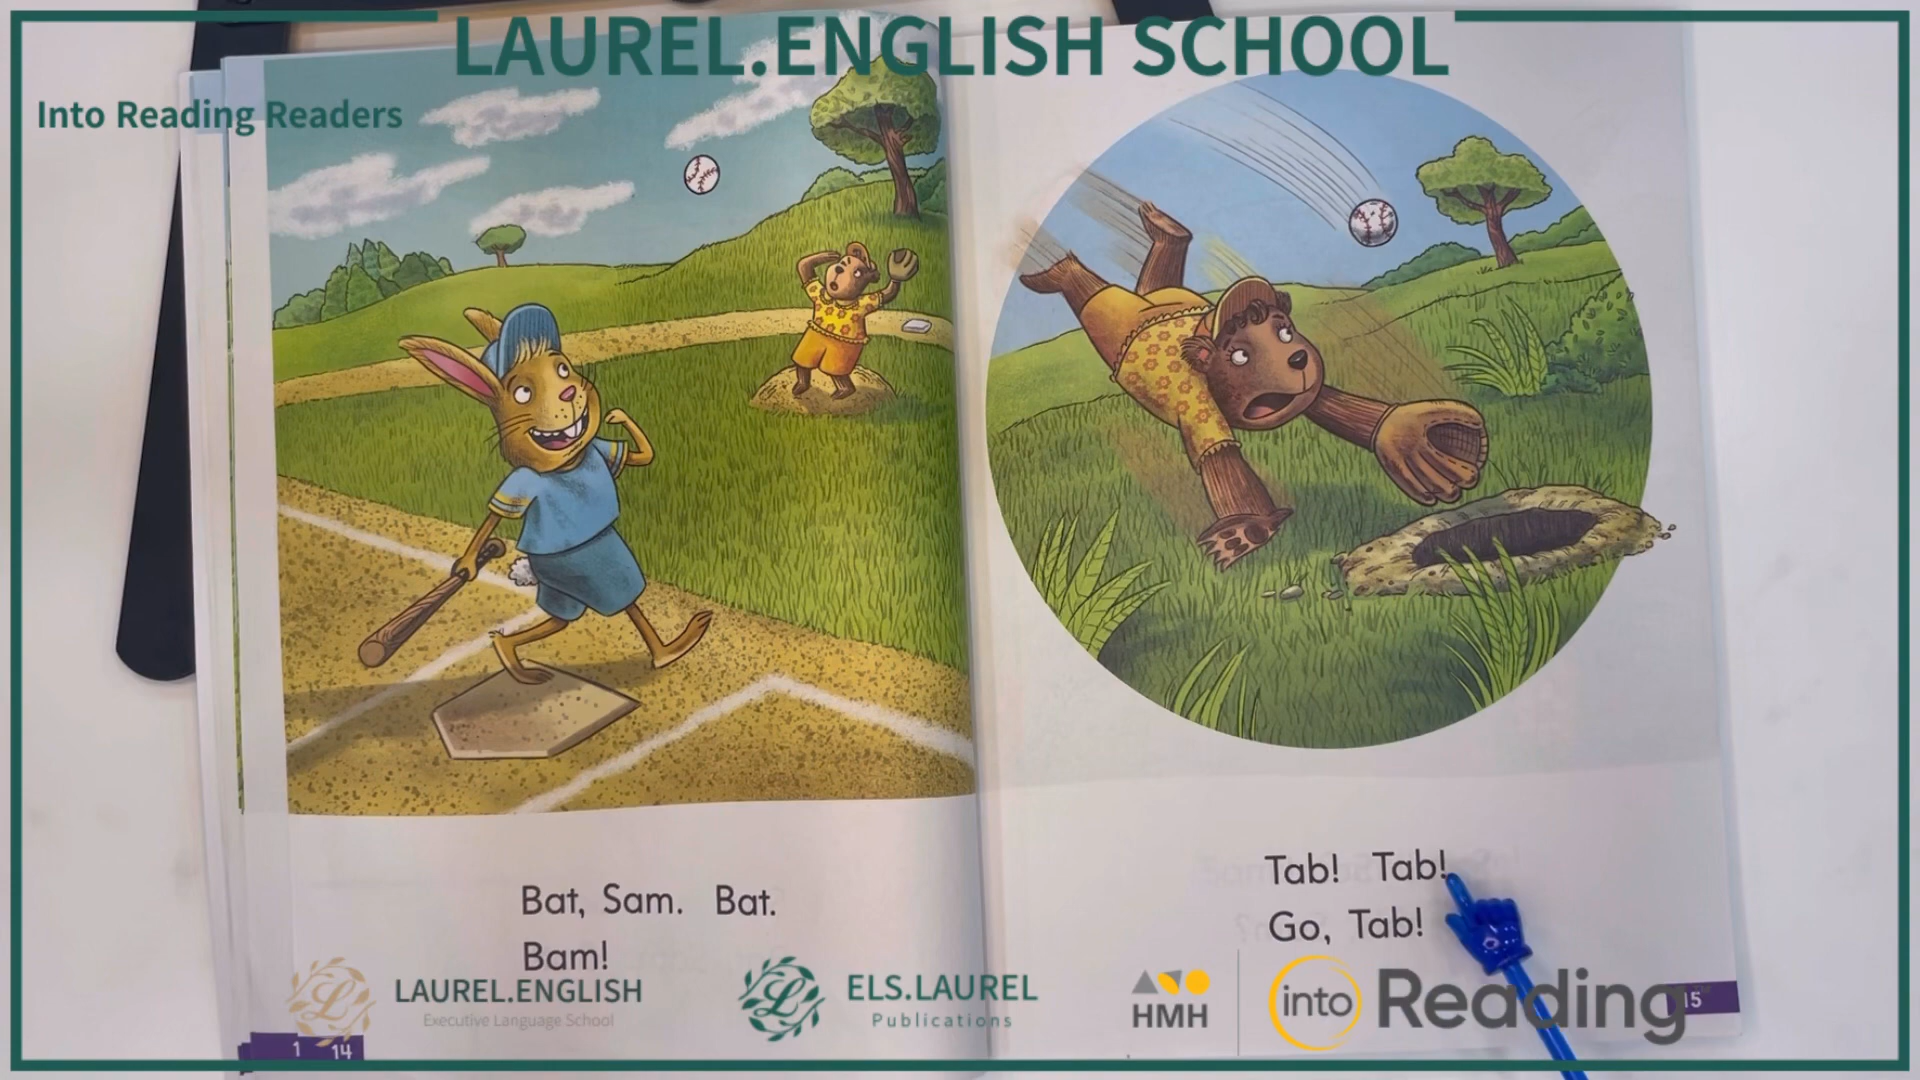 LAUREL.ENGLISH SCHOOL
Into Reading Readers
Bat, Sam. Bat.
Bam!
Tab! Tab!
Go, Tab!
LAUREL.ENGLISH
Executive Language School
ELS.LAUREL
Publications
HMH
into Reading
1 14
15